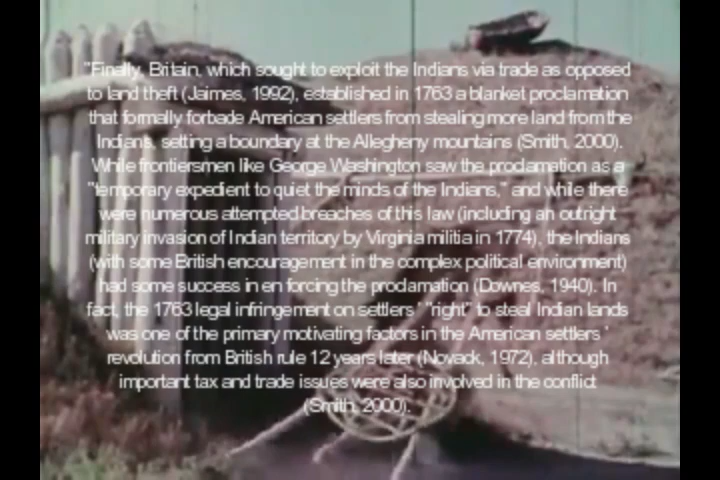 "Finally, Britain, which sought to exploit the Indians via trade as opposed
to land theft (Jaimes, 1992), established in 1763 a blanket proclamation
that formally forbade American settlers from stealing more land from the
Indians, setting a boundary at the Allegheny mountains (Smith, 2000).
While frontiersmen like George Washington saw the proclamation as a
"temporary expedient to quiet the minds of the Indians," and while there
were numerous attempted breaches of this law (including an outright
military invasion of Indian territory by Virginia militia in 1774), the Indians
(with some British encouragement in the complex political environment)
had some success in en forcing the proclamation (Downes, 1940). In
fact, the 1763 legal infringement on settlers ' "right" to steal Indian lands
was one of the primary motivating factors in the American settlers '
revolution from British rule 12 years later (Novack, 1972), although
important tax and trade issues were also involved in the conflict
(Smith, 2000).